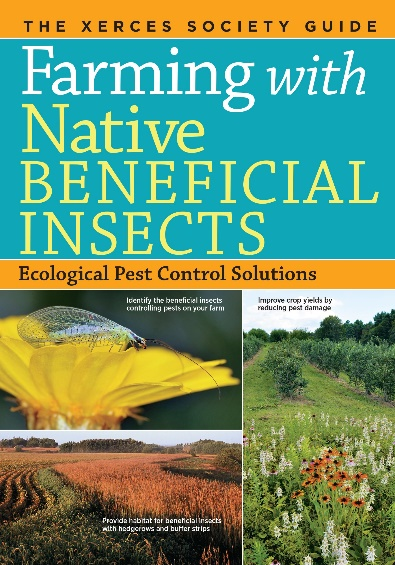 THE XERCES SOCIETY GUIDE
Farming with
Native
BENEFICIAL
INSECTS
Ecological Pest Control Solutions
Identify the beneficial insects
controlling pests on your farm
Improve crop yields by
reducing pest damage
Provide habitat for beneficial insects
with hedgerows and buffer strips